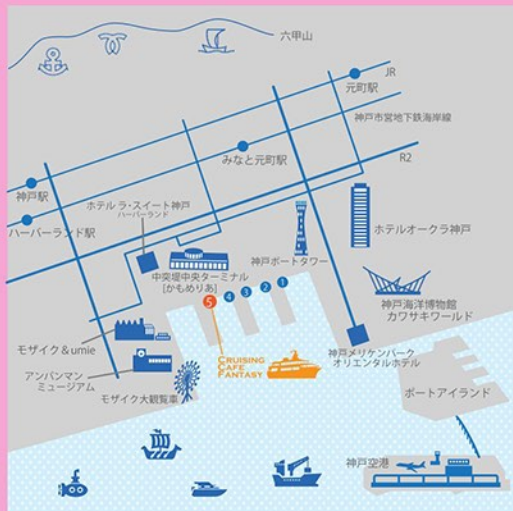 六甲山
JR
元町駅
神戸市営地下鉄海岸線
みなと元町駅
R2
神戸駅
ホテル ラ・スイート神戸
ハーバーランド
ハーバーランド駅
ホテルオークラ神戸
神戸ポートタワー
中突堤中央ターミナル
[かもめりあ]
5
4
3
2
1
神戸海洋博物館
カワサキワールド
モザイク&umie
CRUISING
CAFE
FANTASY
神戸メリケンパーク
オリエンタルホテル
アンパンマン
ミュージアム
モザイク大観覧車
ポートアイランド
神戸空港